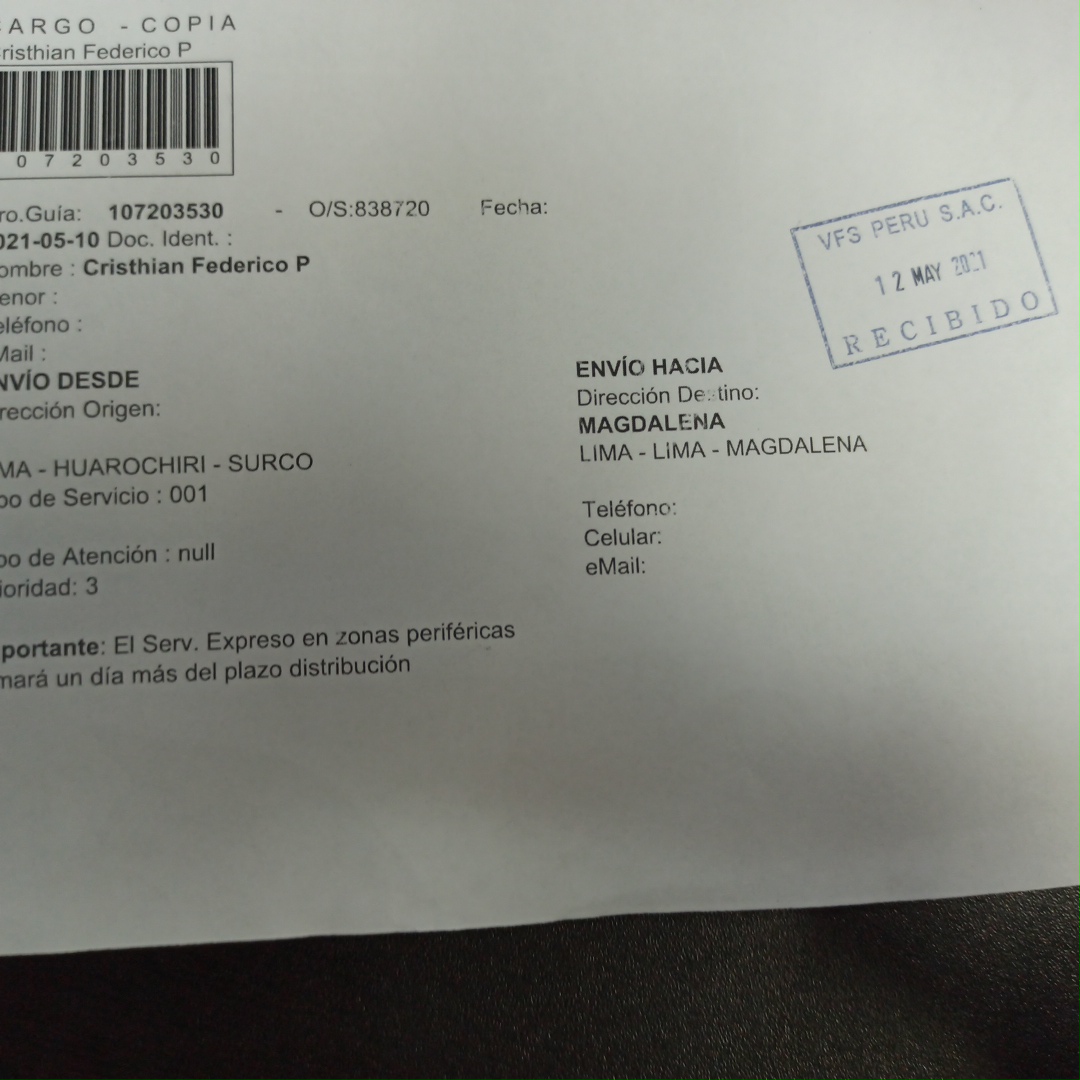 ARGO - COPIA
risthian Federico P
07203530
ro.Guía: 107203530 - O/S:838720 Fecha:
021-05-10 Doc. Ident. :
ombre : Cristhian Federico P
enor :
eléfono :
Mail :
NVÍO DESDE
rección Origen:
MA - HUAROCHIRI - SURCO
po de Servicio : 001
po de Atención : null
ioridad: 3
portante: El Serv. Expreso en zonas periféricas
mará un día más del plazo distribución
VFS PERU S.A.C.
12 MAY 2021
RECIBIDO
ENVÍO HACIA
Dirección Destino:
MAGDALENA
LIMA - LIMA - MAGDALENA
Teléfono:
Celular:
eMail: